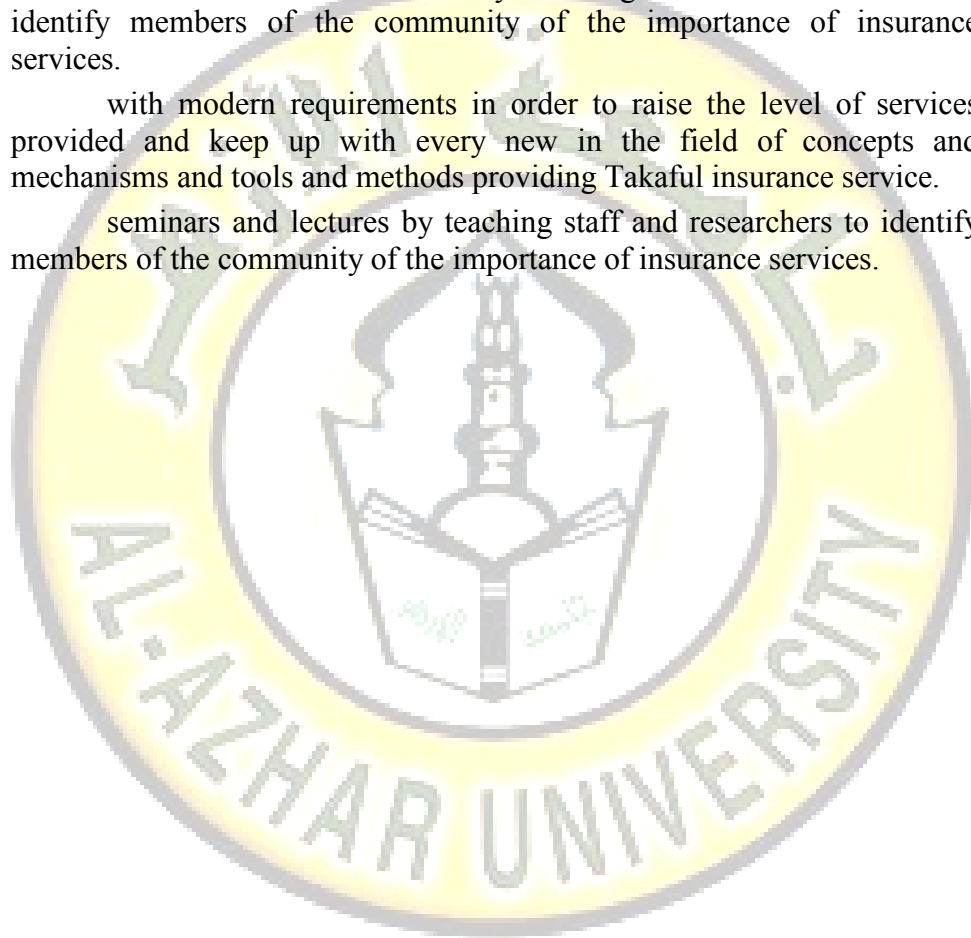 identify members of the community of the importance of insurance
services.
with modern requirements in order to raise the level of services
provided and keep up with every new in the field of concepts and
mechanisms and tools and methods providing Takaful insurance service.
seminars and lectures by teaching staff and researchers to identify
members of the community of the importance of insurance services.
AL-AZHAR UNIVERSITY